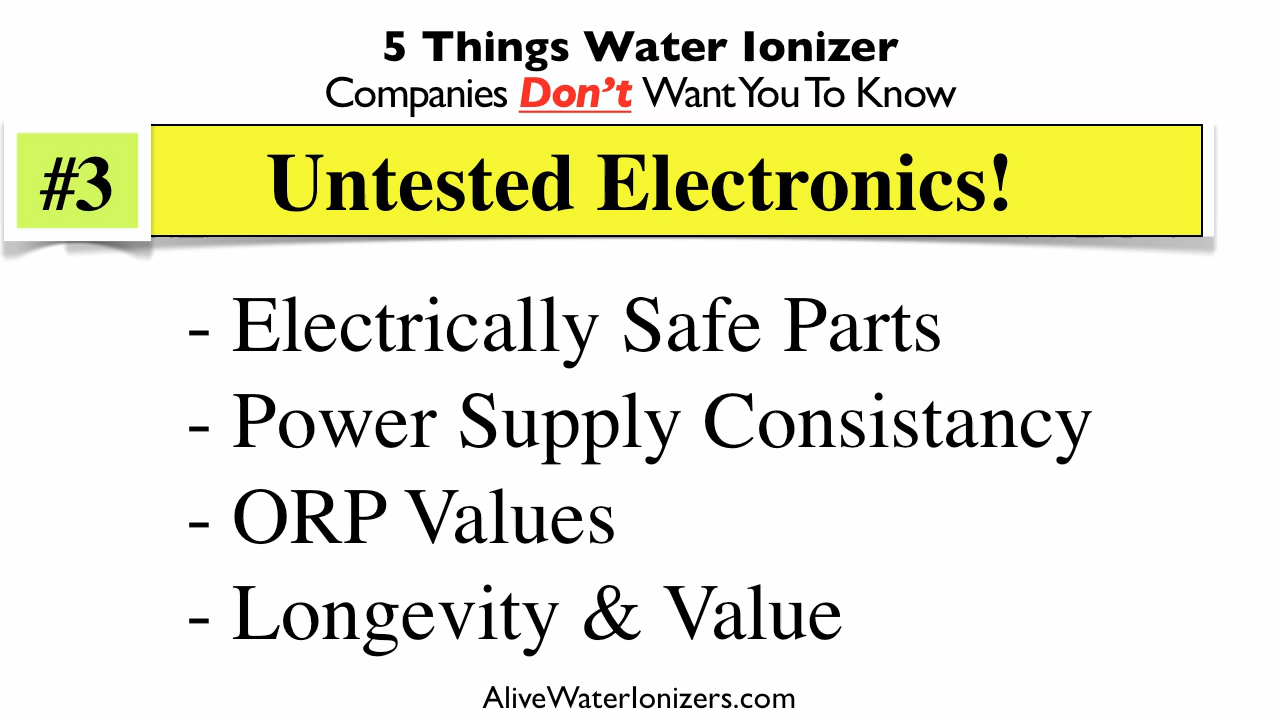 5 Things Water Ionizer
Companies Don't Want You To Know
#3 Untested Electronics!
- Electrically Safe Parts
- Power Supply Consistancy
- ORP Values
- Longevity & Value
AliveWaterIonizers.com